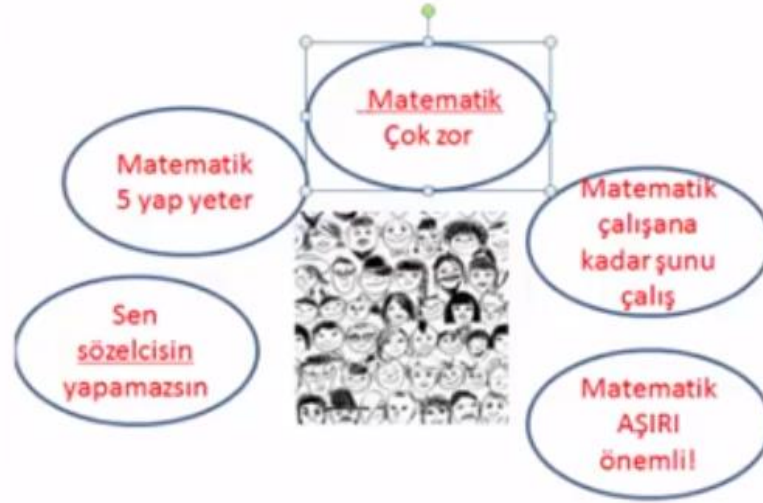 Matematik
Çok zor
Matematik
5 yap yeter
Matematik
çalışana
kadar şunu
çalış
Sen
sözelcisin
yapamazsın
Matematik
AŞIRI
önemli!